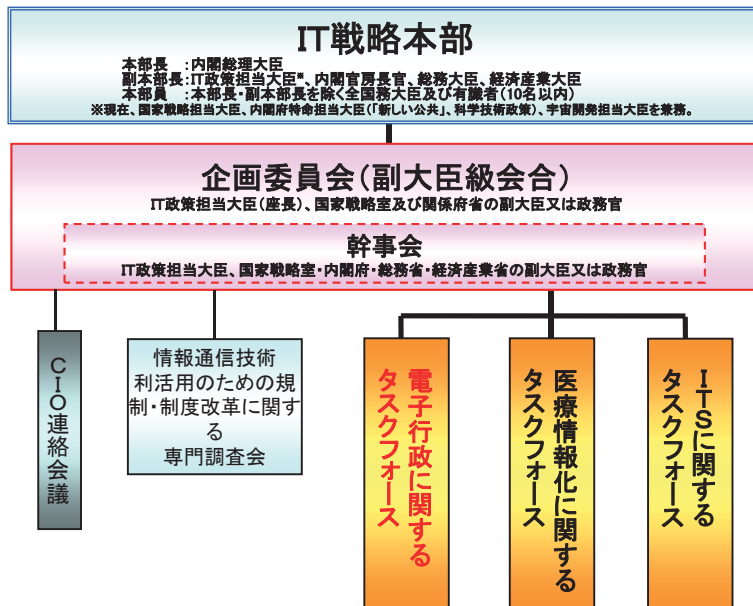 IT戦略本部
本部長　：内閣総理大臣
副本部長：IT政策担当大臣※、内閣官房長官、総務大臣、経済産業大臣
本部員　：本部長・副本部長を除く全国務大臣及び有識者（10名以内）
※現在、国家戦略担当大臣、内閣府特命担当大臣（「新しい公共」、科学技術政策）、宇宙開発担当大臣を兼務。
企画委員会（副大臣級会合）
IT政策担当大臣（座長）、国家戦略室及び関係府省の副大臣又は政務官
幹事会
IT政策担当大臣、国家戦略室・内閣府・総務省・経済産業省の副大臣又は政務官
CIO連絡会議
情報通信技術
利活用のための規
制・制度改革に関す
る
専門調査会
電子行政に関する
タスクフォース
医療情報化に関する
タスクフォース
ITSに関する
タスクフォース